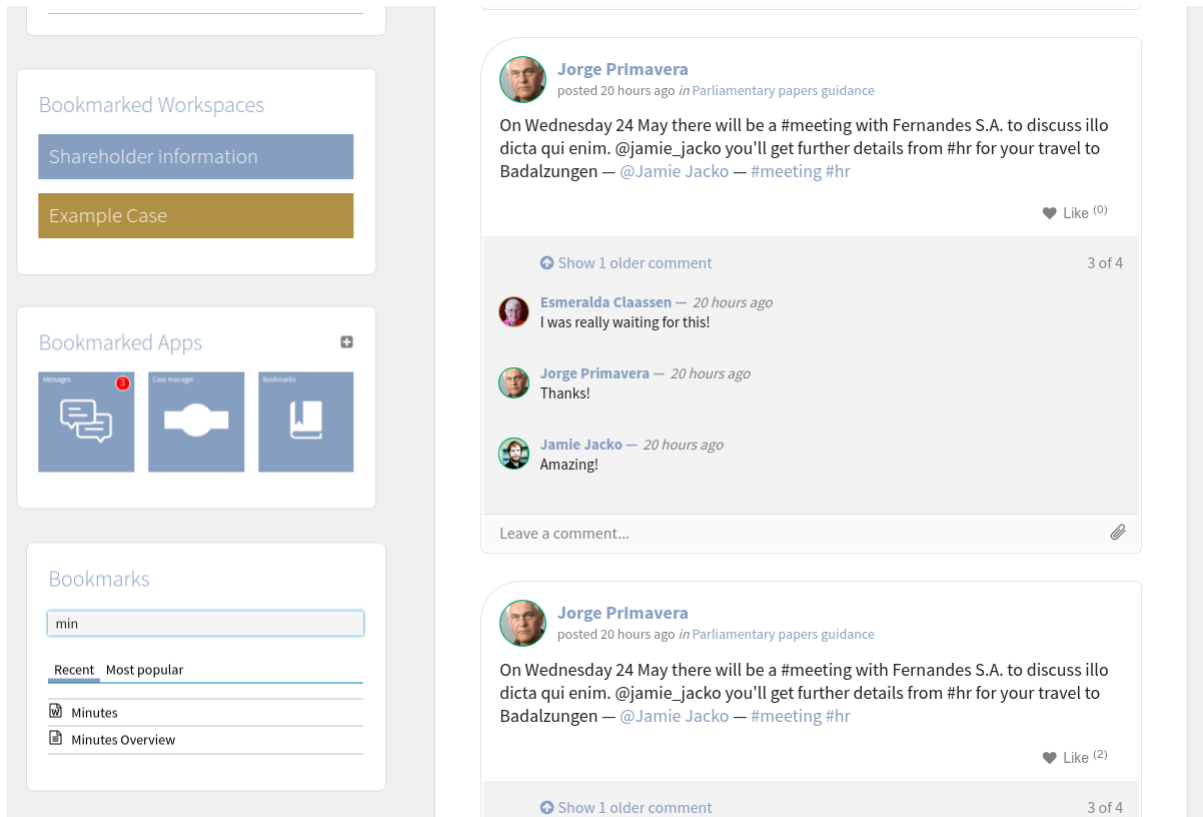 Bookmarked Workspaces
Shareholder information
Example Case
Bookmarked Apps
Messages
3
Case manager
Bookmarks
Bookmarks
min
Recent Most popular
Minutes
Minutes Overview
Jorge Primavera
posted 20 hours ago in Parliamentary papers guidance
On Wednesday 24 May there will be a #meeting with Fernandes S.A. to discuss illo
dicta qui enim. @jamie_jacko you'll get further details from #hr for your travel to
Badalzungen — @Jamie Jacko — #meeting #hr
Like (0)
Show 1 older comment 3 of 4
Esmeralda Claassen — 20 hours ago
I was really waiting for this!
Jorge Primavera — 20 hours ago
Thanks!
Jamie Jacko — 20 hours ago
Amazing!
Leave a comment...
Jorge Primavera
posted 20 hours ago in Parliamentary papers guidance
On Wednesday 24 May there will be a #meeting with Fernandes S.A. to discuss illo
dicta qui enim. @jamie_jacko you'll get further details from #hr for your travel to
Badalzungen — @Jamie Jacko — #meeting #hr
Like (2)
Show 1 older comment 3 of 4